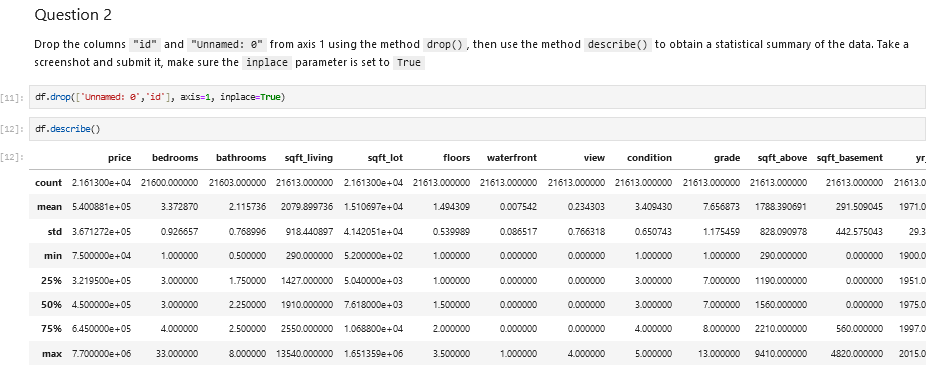 Question 2
Drop the columns "id" and "Unnamed: 0" from axis 1 using the method drop() , then use the method describe() to obtain a statistical summary of the data. Take a
screenshot and submit it, make sure the inplace parameter is set to True
[11]: df.drop(['Unnamed: 0','id'], axis=1, inplace=True)
[12]: df.describe()
[12]: price bedrooms bathrooms sqft_living sqft_lot floors waterfront view condition grade sqft_above sqft_basement yr_
count 2.161300e+04 21600.000000 21603.000000 21613.000000 2.161300e+04 21613.000000 21613.000000 21613.000000 21613.000000 21613.000000 21613.000000 21613.000000 21613.0
mean 5.400881e+05 3.372870 2.115736 2079.899736 1.510697e+04 1.494309 0.007542 0.234303 3.409430 7.656873 1788.390691 291.509045 1971.0
std 3.671272e+05 0.926657 0.768996 918.440897 4.142051e+04 0.539989 0.086517 0.766318 0.650743 1.175459 828.090978 442.575043 29.3
min 7.500000e+04 1.000000 0.500000 290.000000 5.200000e+02 1.000000 0.000000 0.000000 1.000000 1.000000 290.000000 0.000000 1900.0
25% 3.219500e+05 3.000000 1.750000 1427.000000 5.040000e+03 1.000000 0.000000 0.000000 3.000000 7.000000 1190.000000 0.000000 1951.0
50% 4.500000e+05 3.000000 2.250000 1910.000000 7.618000e+03 1.500000 0.000000 0.000000 3.000000 7.000000 1560.000000 0.000000 1975.0
75% 6.450000e+05 4.000000 2.500000 2550.000000 1.068800e+04 2.000000 0.000000 0.000000 4.000000 8.000000 2210.000000 560.000000 1997.0
max 7.700000e+06 33.000000 8.000000 13540.000000 1.651359e+06 3.500000 1.000000 4.000000 5.000000 13.000000 9410.000000 4820.000000 2015.0